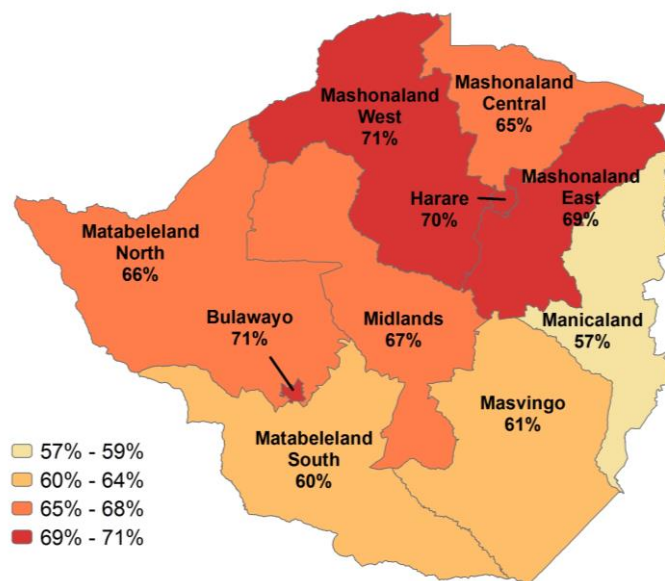 Mashonaland
West
71%
Mashonaland
Central
65%
Harare
70%
Mashonaland
East
69%
Matabeleland
North
66%
Bulawayo
71%
Midlands
67%
Manicaland
57%
Masvingo
61%
Matabeleland
South
60%
57% - 59%
60% - 64%
65% - 68%
69% - 71%